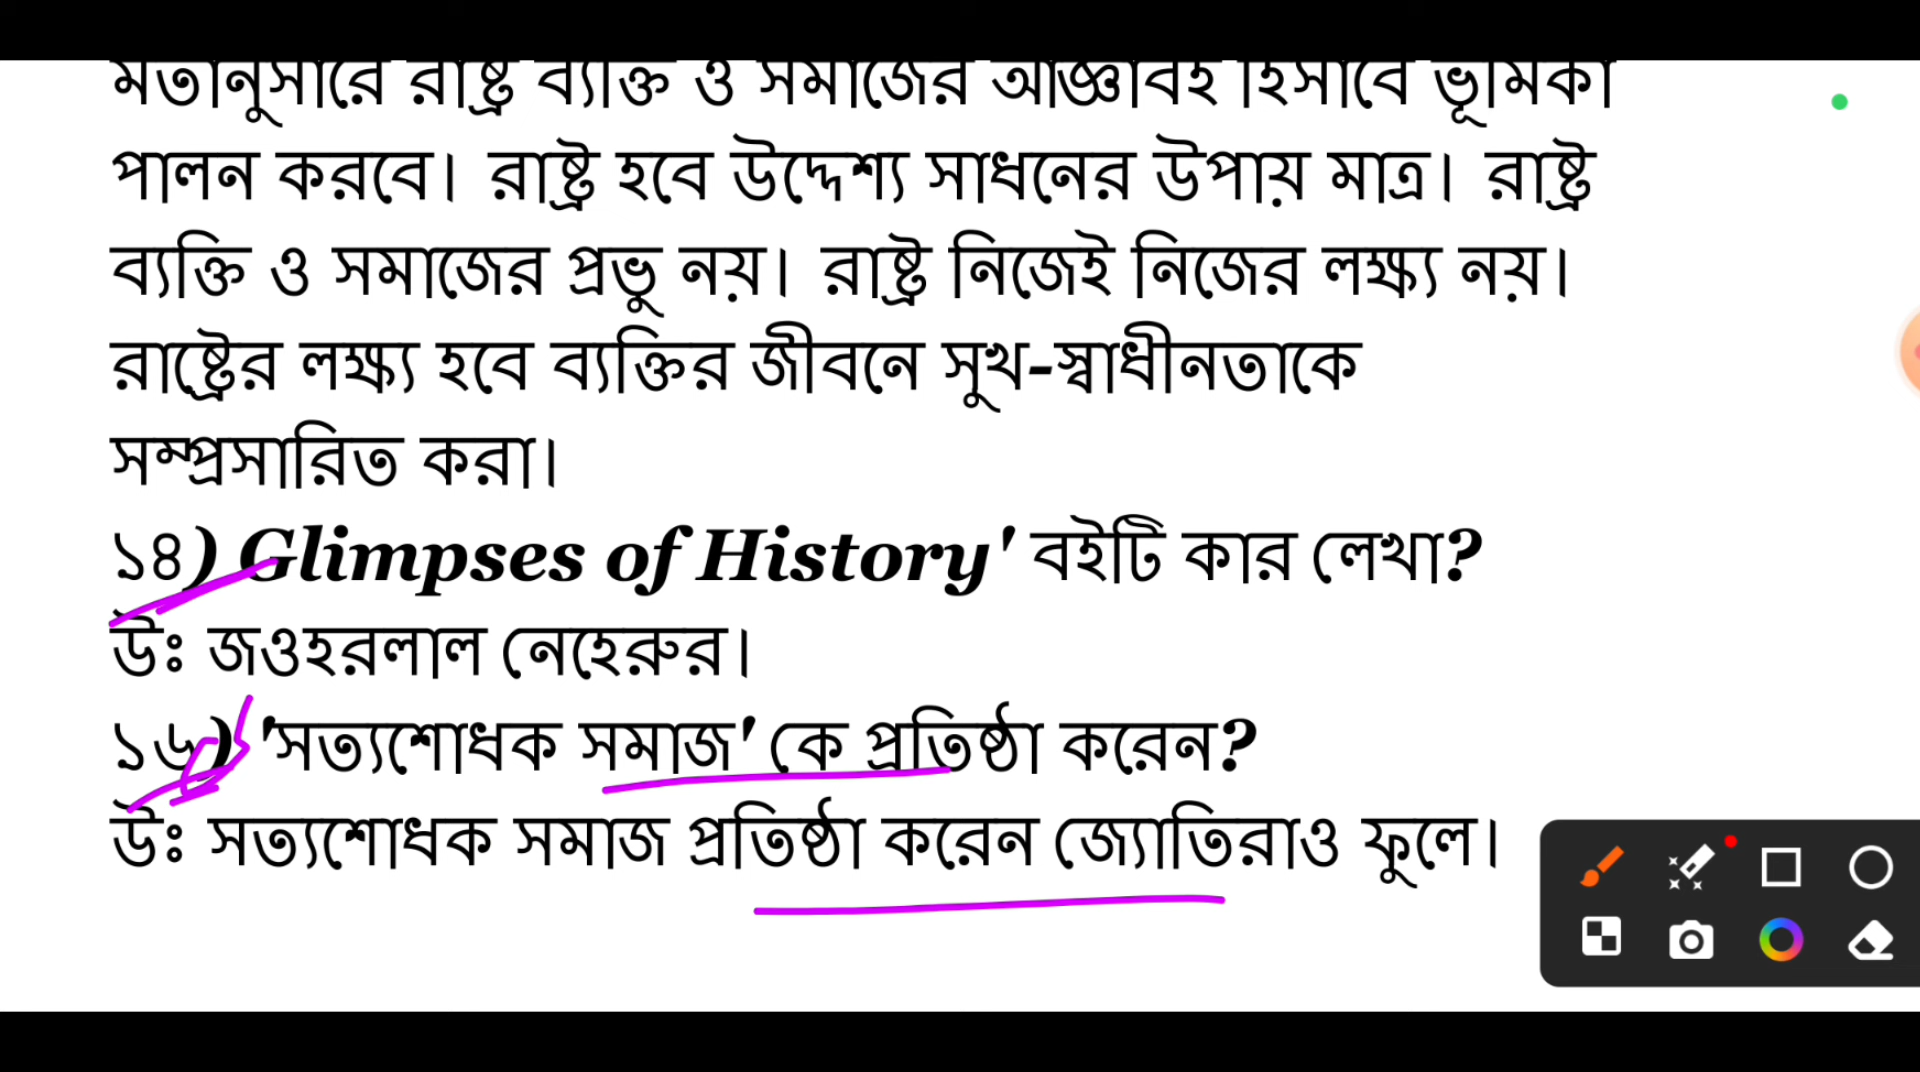 মতানুসারে রাষ্ট্র ব্যক্তি ও সমাজের আজ্ঞাবহ হিসাবে ভূমিকা
পালন করবে। রাষ্ট্র হবে উদ্দেশ্য সাধনের উপায় মাত্র। রাষ্ট্র
ব্যক্তি ও সমাজের প্রভু নয়। রাষ্ট্র নিজেই নিজের লক্ষ্য নয়।
রাষ্ট্রের লক্ষ্য হবে ব্যক্তির জীবনে সুখ-স্বাধীনতাকে
সম্প্রসারিত করা।
১৪) Glimpses of History' বইটি কার লেখা?
উঃ জওহরলাল নেহেরুর।
১৬) 'সত্যশোধক সমাজ' কে প্রতিষ্ঠা করেন?
উঃ সত্যশোধক সমাজ প্রতিষ্ঠা করেন জ্যোতিরাও ফুলে।